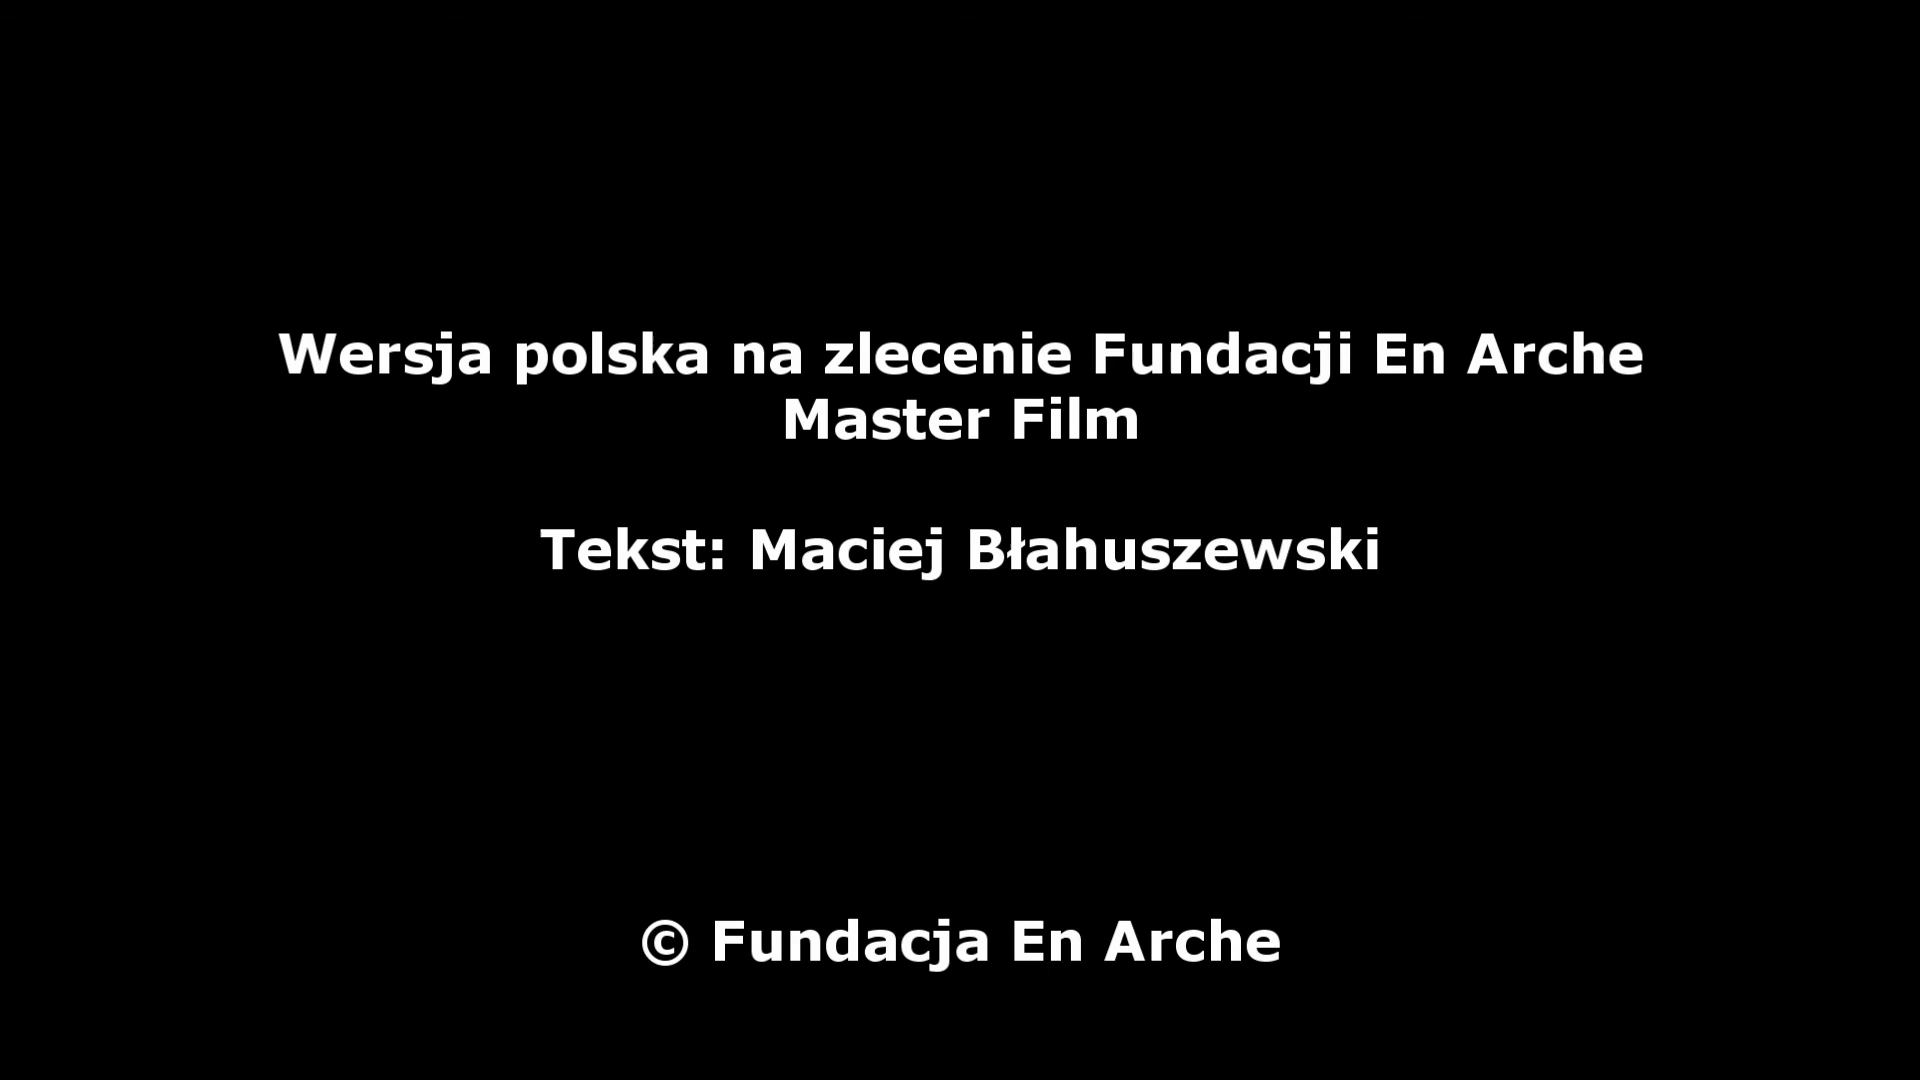 Wersja polska na zlecenie Fundacji En Arche
Master Film
Tekst: Maciej Błahuszewski
© Fundacja En Arche